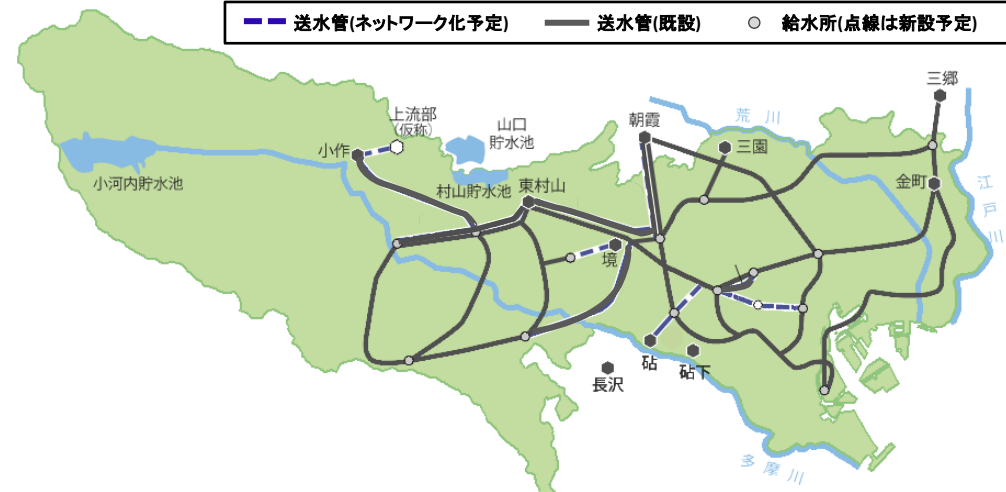 送水管(ネットワーク化予定)
送水管(既設)
給水所(点線は新設予定)
三郷
上流部
(仮称)
山口
貯水池
朝霞
荒川
三園
小作
小河内貯水池
村山貯水池
東村山
金町
江戸川
境
砧
砧下
長沢
多摩川